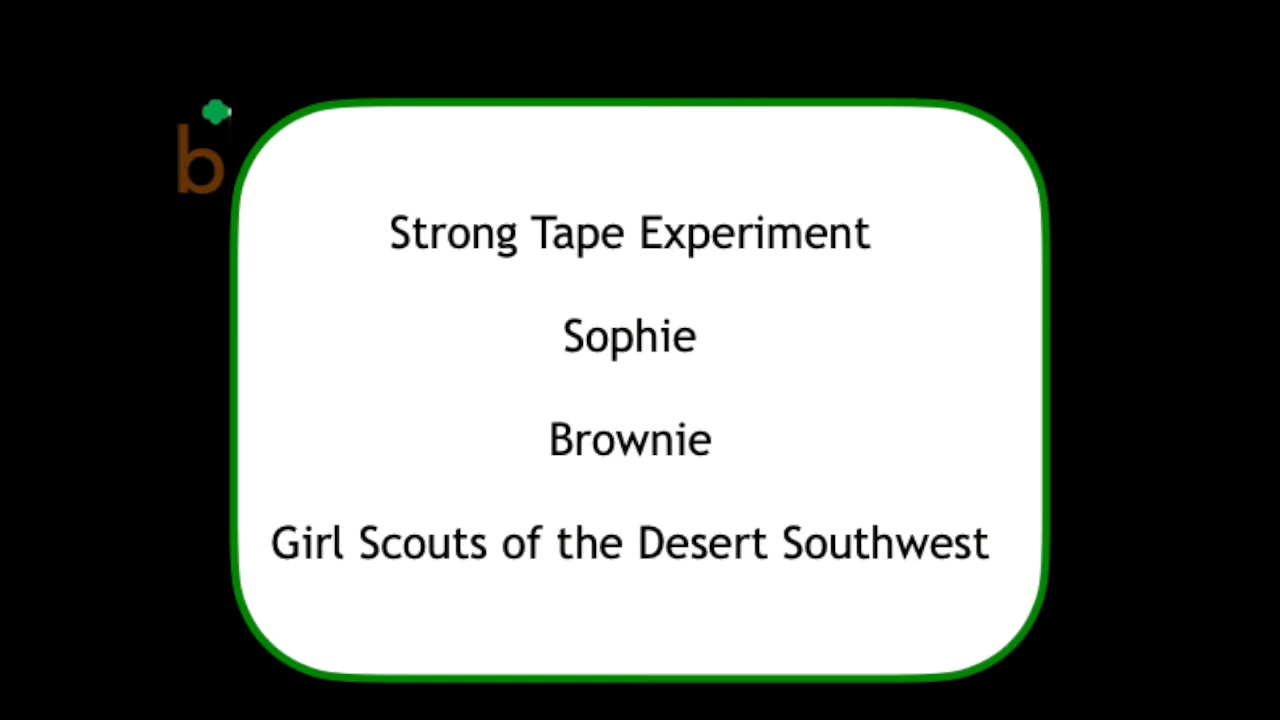 b
Strong Tape Experiment
Sophie
Brownie
Girl Scouts of the Desert Southwest